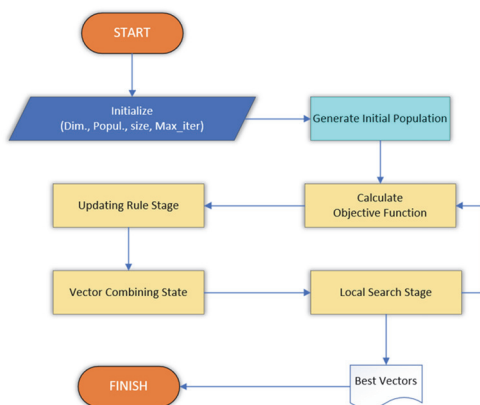 START
Initialize
(Dim., Popul., size, Max_iter)
Generate Initial Population
Calculate
Objective Function
Updating Rule Stage
Vector Combining State
Local Search Stage
Best Vectors
FINISH